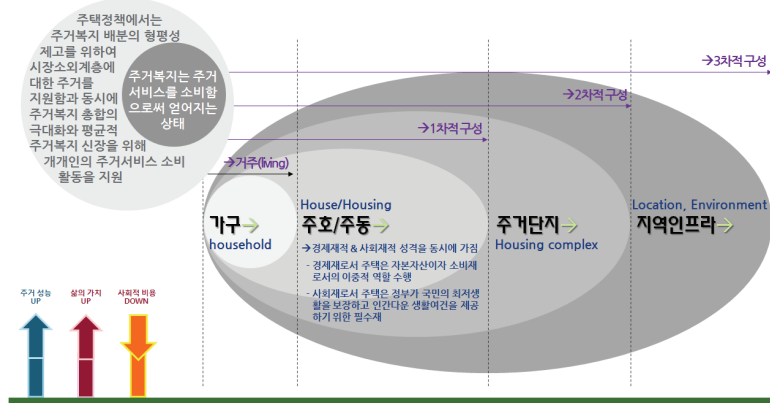 주택정책에서는
주거복지 배분의 형평성
제고를 위하여
시장소외계층에
대한 주거를
지원함과 동시에
주거복지 총합의
극대화와 평균적
주거복지 신장을 위해
개개인의 주거서비스 소비
활동을 지원
주거복지는 주거
서비스를 소비함
으로써 얻어지는
상태
→3차적 구성
→2차적 구성
→1차적 구성
→거주(living)
가구→
household
House/Housing
주호/주동→
→경제재적 & 사회재적 성격을 동시에 가짐
- 경제재로서 주택은 자본자산이자 소비재
로서의 이중적 역할 수행
- 사회재로서 주택은 정부가 국민의 최저생
활을 보장하고 인간다운 생활여건을 제공
하기 위한 필수재
주거단지→
Housing complex
Location, Environment
지역인프라→
주거 성능
UP
삶의 가치
UP
사회적 비용
DOWN